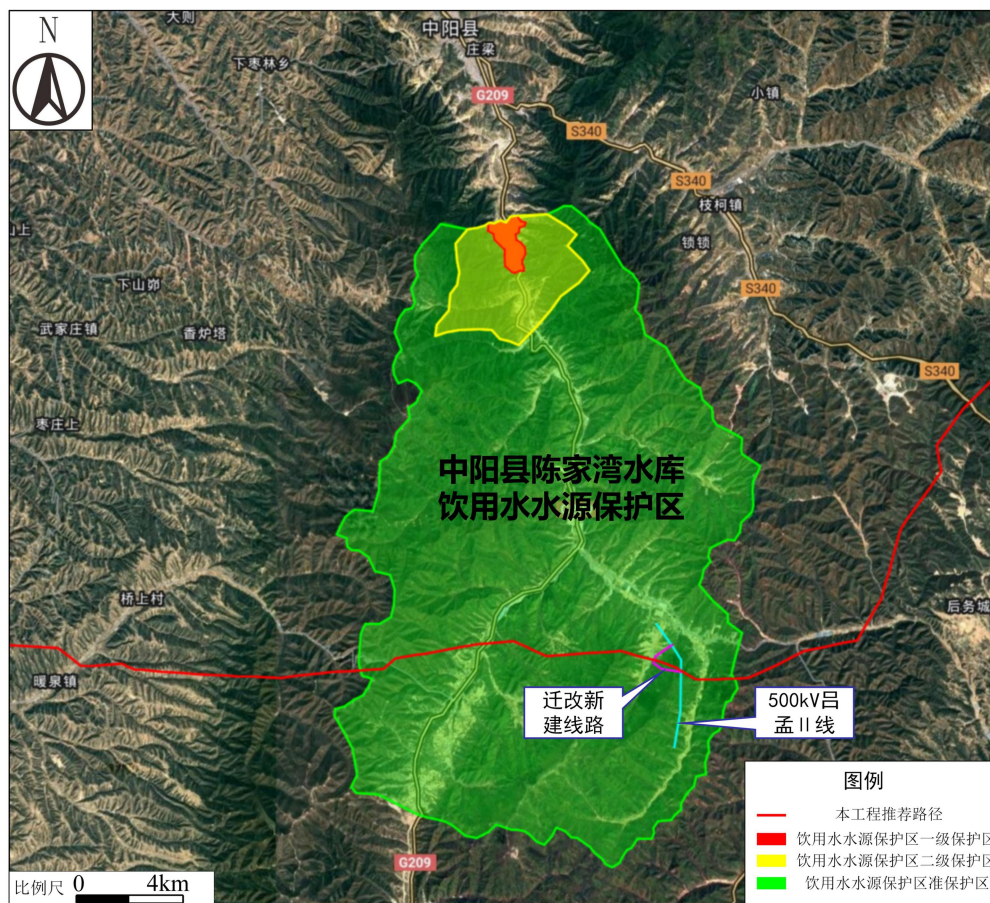 N
大则
中阳县
庄梁
下枣林乡
G209
小镇
S340
S340
枝柯镇
山上
锁锁
下山峁
S340
武家庄镇
香炉塔
S340
枣庄上
中阳县陈家湾水库
饮用水水源保护区
桥上村
后务城
暖泉镇
迁改新
建线路
500kV吕
孟Ⅱ线
G209
图例
本工程推荐路径
饮用水水源保护区一级保护区
饮用水水源保护区二级保护区
饮用水水源保护区准保护区
比例尺 0 4km